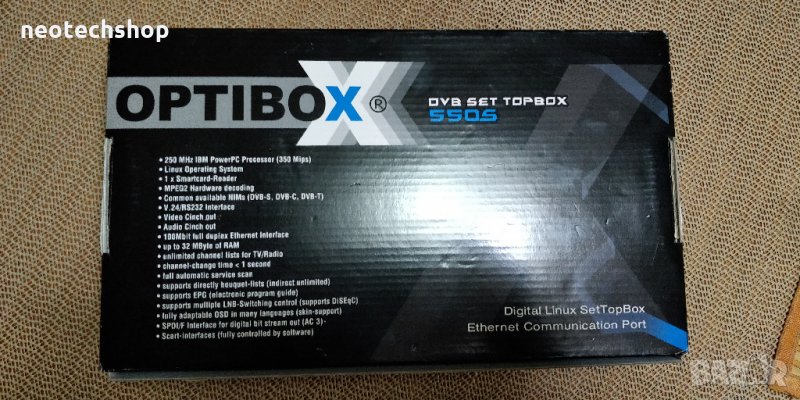 neotechshop
OPTIBOX®
DVB SET TOPBOX
550S
• 250 MHz IBM PowerPC Processor (350 Mips)
• Linux Operating System
• 1 x Smartcard-Reader
• MPEG2 Hardware decoding
• Common available NIMs (DVB-S, DVB-C, DVB-T)
• V.24/RS232 Interface
• Video Cinch out
• Audio Cinch out
• 100Mbit full duplex Ethernet Interface
• up to 32 MByte of RAM
• unlimited channel lists for TV/Radio
• channel-change time < 1 second
• full automatic service scan
• supports directly bouquet-lists (indirect unlimited)
• supports EPG (electronic program guide)
• supports multiple LNB-Switching control (supports DiSEqC)
• fully adaptable OSD in many languages (skin-support)
• SPDI/F Interface for digital bit stream out (AC 3)-
• Scart-interfaces (fully controlled by software)
Digital Linux SetTopBox
Ethernet Communication Port
BAZAR